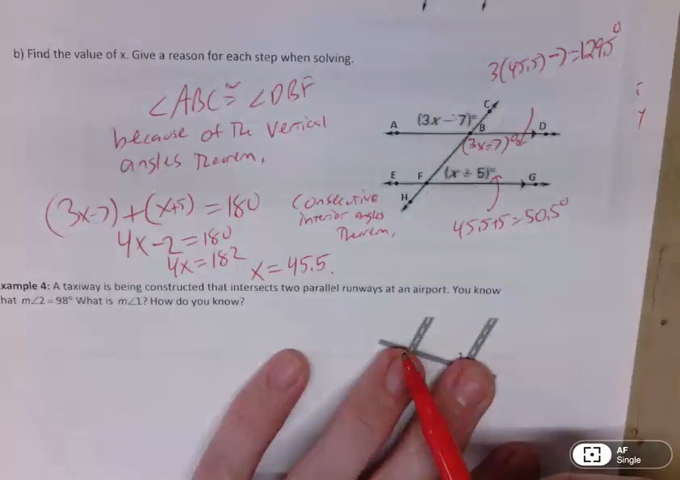 b) Find the value of x. Give a reason for each step when solving.
3(45.5)-7=129.5°
∠ABC ≅ ∠DBF
because of the vertical
angles theorem.
(3x - 7)°
C
A
B
D
(3x-7)°
E
F
(x + 5)°
G
H
(3x-7)+(x+5) = 180
Consecutive
interior angles
Theorem.
45.5+5=50.5°
4x-2=180
4x=182
x=45.5.
xample 4: A taxiway is being constructed that intersects two parallel runways at an airport. You know
hat m∠2 = 98° What is m∠1? How do you know?
AF
Single